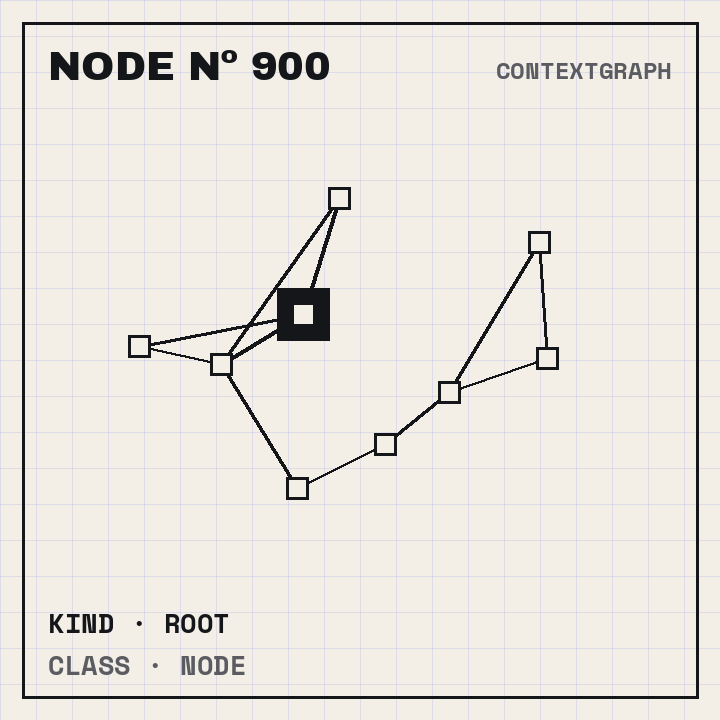 NODE Nº 900
CONTEXTGRAPH
KIND · ROOT
CLASS · NODE